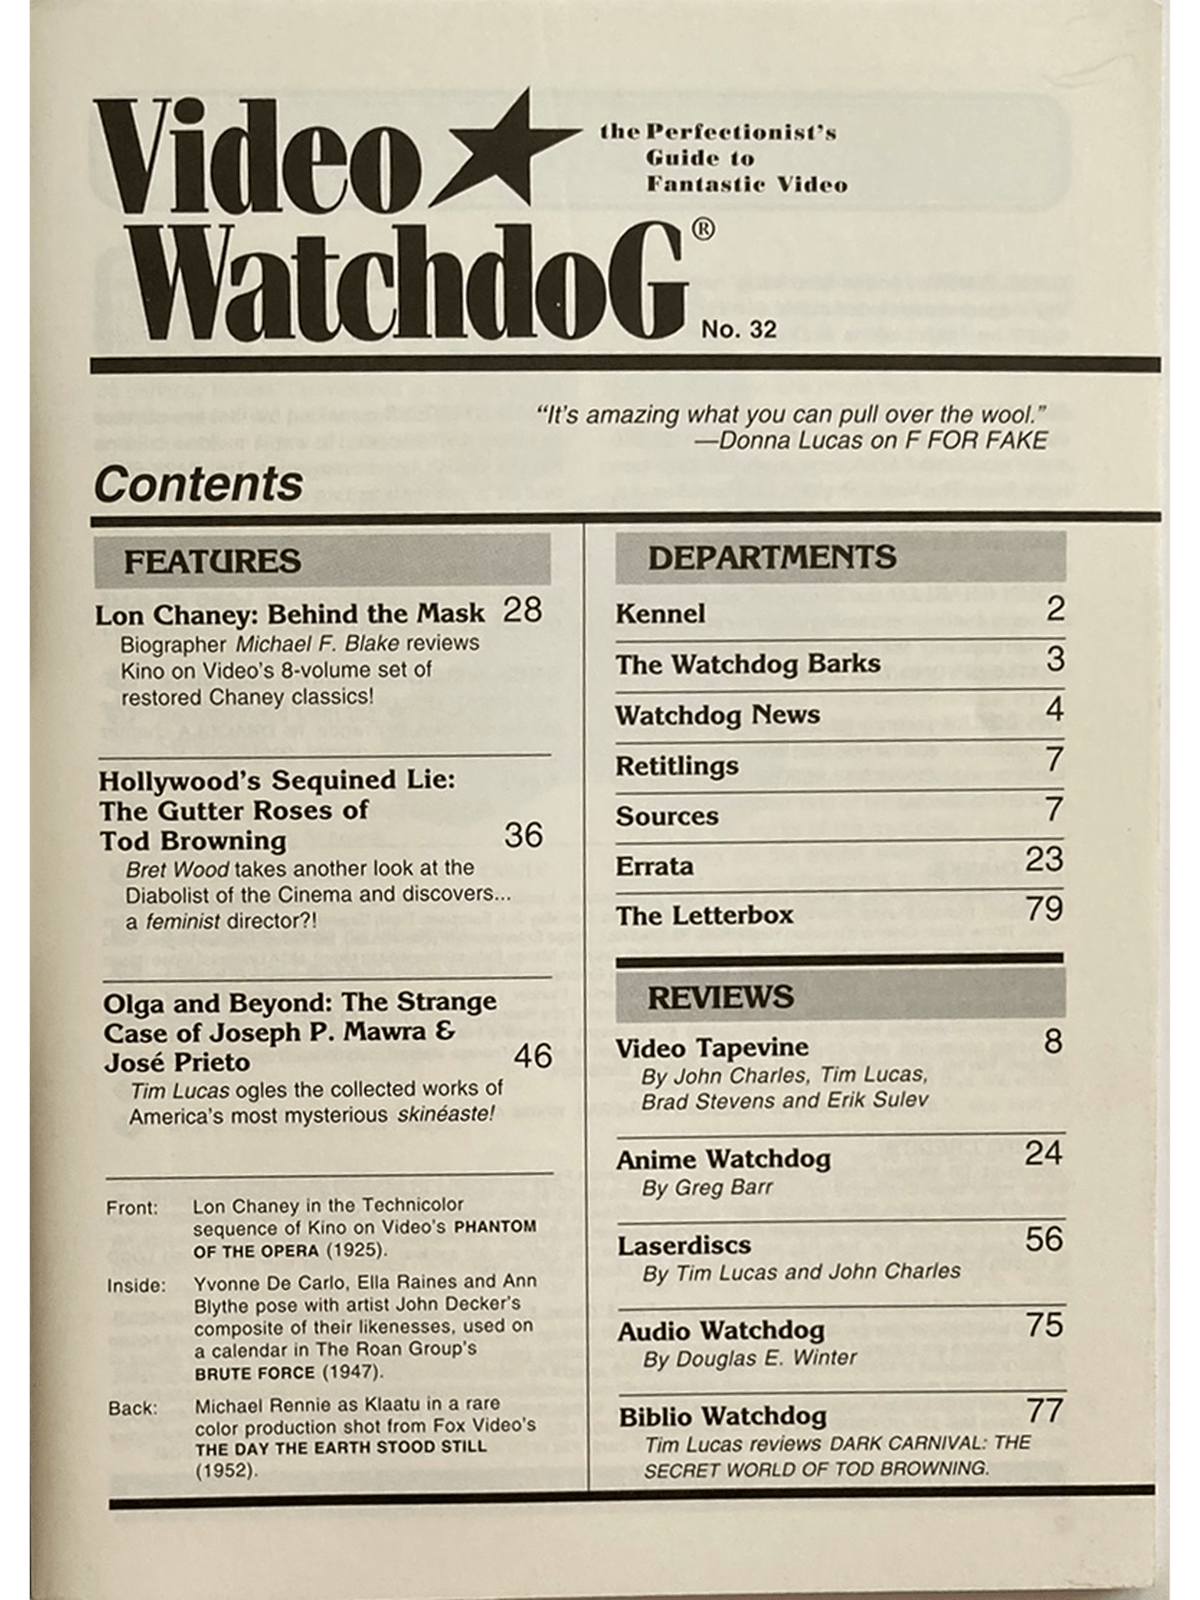 Video★ the Perfectionist's
Guide to
Fantastic Video
WatchdoG®
No. 32
“It's amazing what you can pull over the wool.”
—Donna Lucas on F FOR FAKE
Contents
FEATURES
Lon Chaney: Behind the Mask 28
Biographer Michael F. Blake reviews
Kino on Video's 8-volume set of
restored Chaney classics!
Hollywood's Sequined Lie:
The Gutter Roses of
Tod Browning 36
Bret Wood takes another look at the
Diabolist of the Cinema and discovers...
a feminist director?!
Olga and Beyond: The Strange
Case of Joseph P. Mawra &
José Prieto 46
Tim Lucas ogles the collected works of
America's most mysterious skinéaste!
Front: Lon Chaney in the Technicolor
sequence of Kino on Video's PHANTOM
OF THE OPERA (1925).
Inside: Yvonne De Carlo, Ella Raines and Ann
Blythe pose with artist John Decker's
composite of their likenesses, used on
a calendar in The Roan Group's
BRUTE FORCE (1947).
Back: Michael Rennie as Klaatu in a rare
color production shot from Fox Video's
THE DAY THE EARTH STOOD STILL
(1952).
DEPARTMENTS
Kennel 2
The Watchdog Barks 3
Watchdog News 4
Retitlings 7
Sources 7
Errata 23
The Letterbox 79
REVIEWS
Video Tapevine 8
By John Charles, Tim Lucas,
Brad Stevens and Erik Sulev
Anime Watchdog 24
By Greg Barr
Laserdiscs 56
By Tim Lucas and John Charles
Audio Watchdog 75
By Douglas E. Winter
Biblio Watchdog 77
Tim Lucas reviews DARK CARNIVAL: THE
SECRET WORLD OF TOD BROWNING.